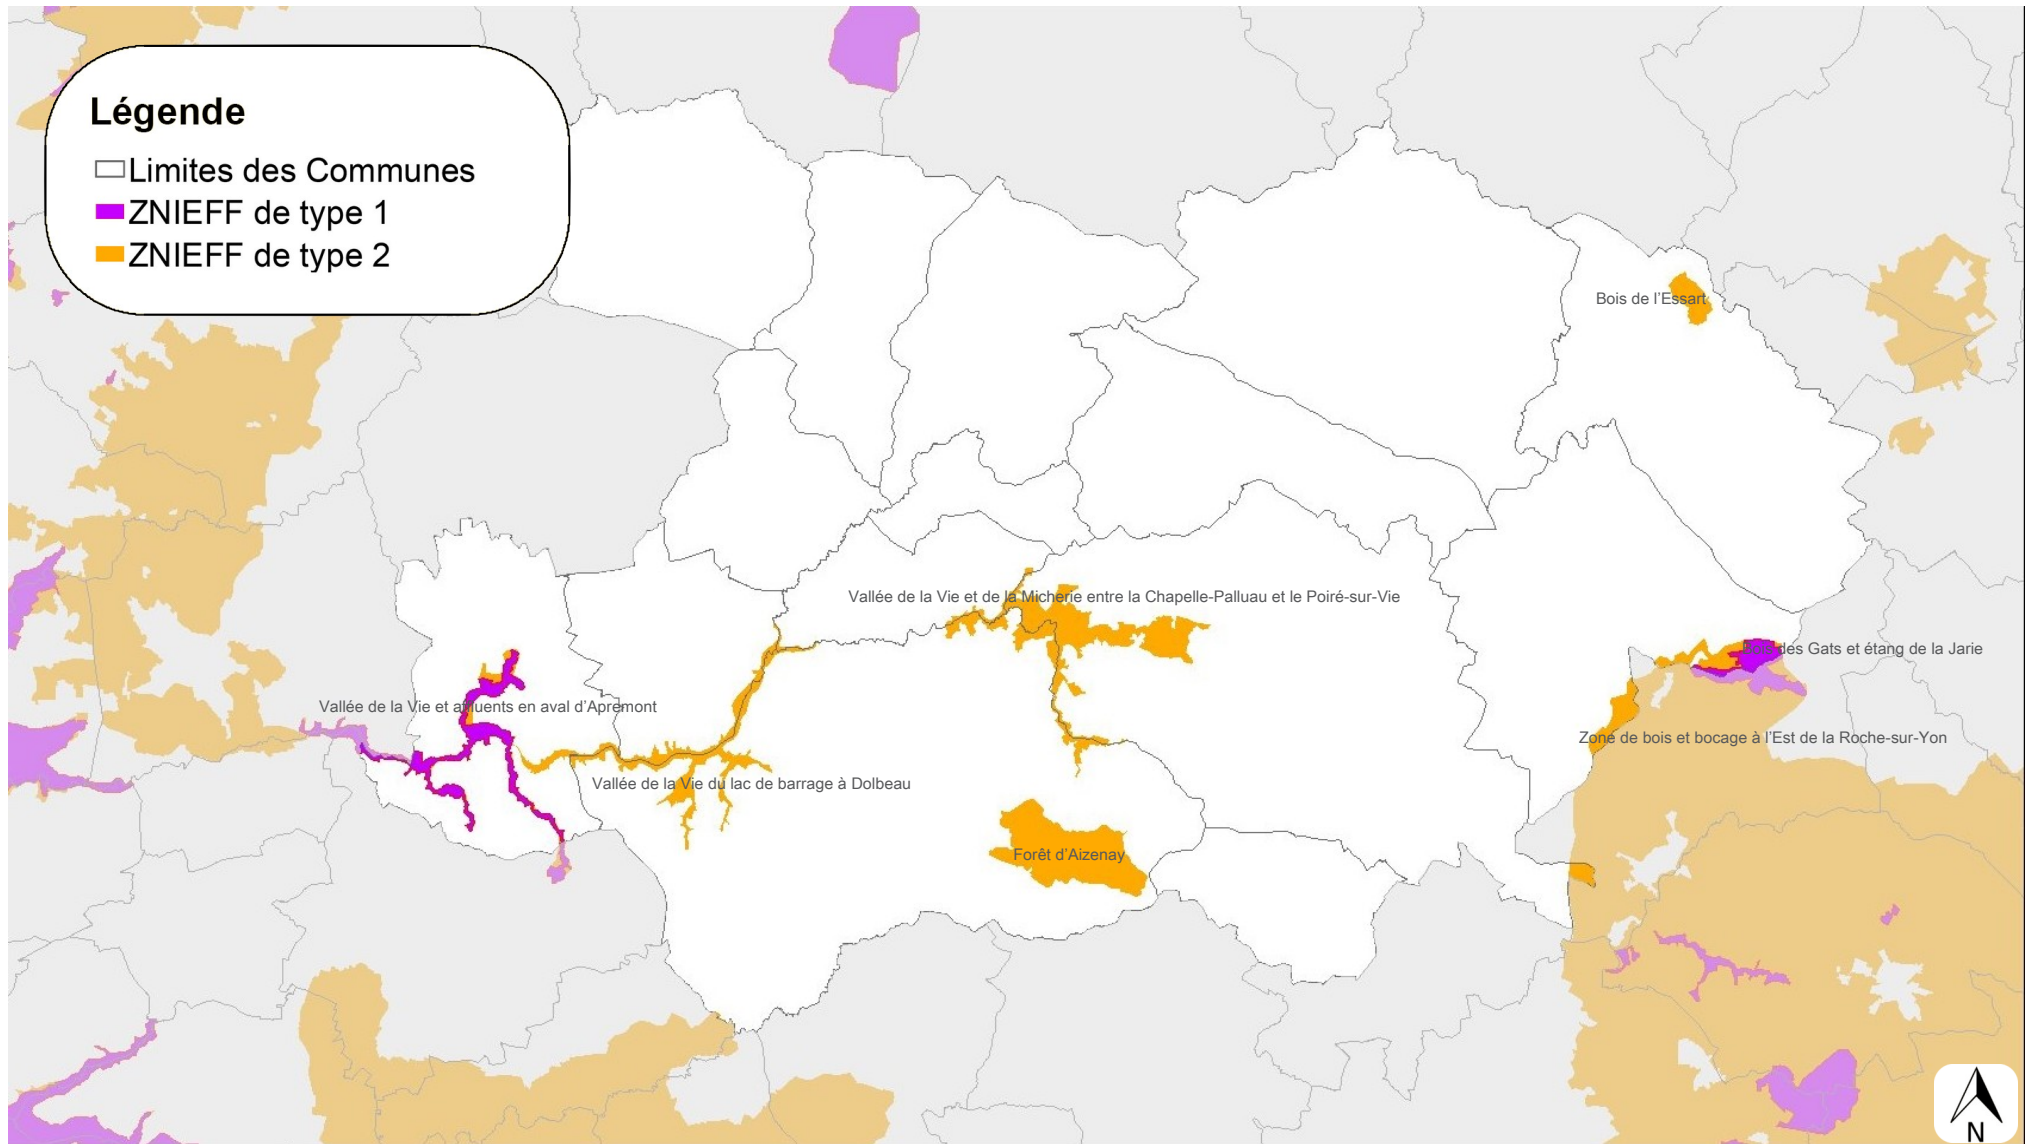 Légende
Limites des Communes
ZNIEFF de type 1
ZNIEFF de type 2
Bois de l'Essart
Vallée de la Vie et de la Micherie entre la Chapelle-Palluau et le Poiré-sur-Vie
des Gats et étang de la Jarie
Vallée de la Vie et affluents en aval d'Apremont
Zone de bois et bocage à l'Est de la Roche-sur-Yon
Vallée de la Vie du lac de barrage à Dolbeau
Forêt d'Aizenay
N